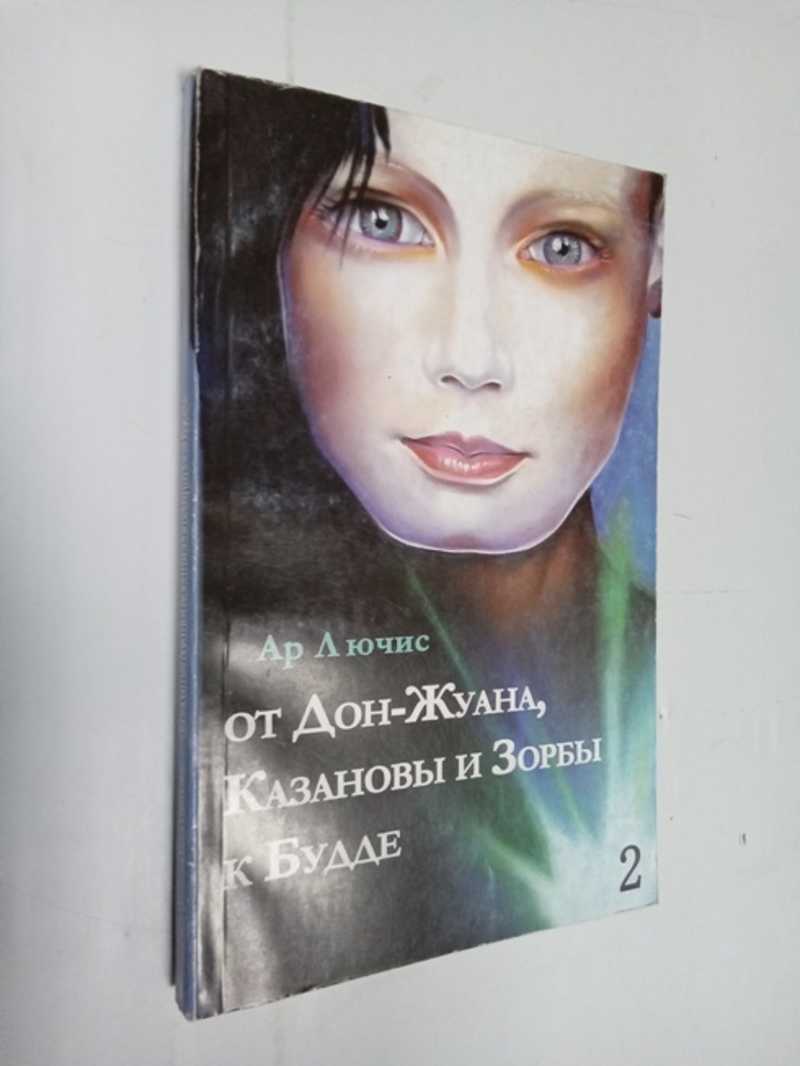 Ар Лючис
от Дон-Жуана,
Казановы и Зорбы
к Будде
2